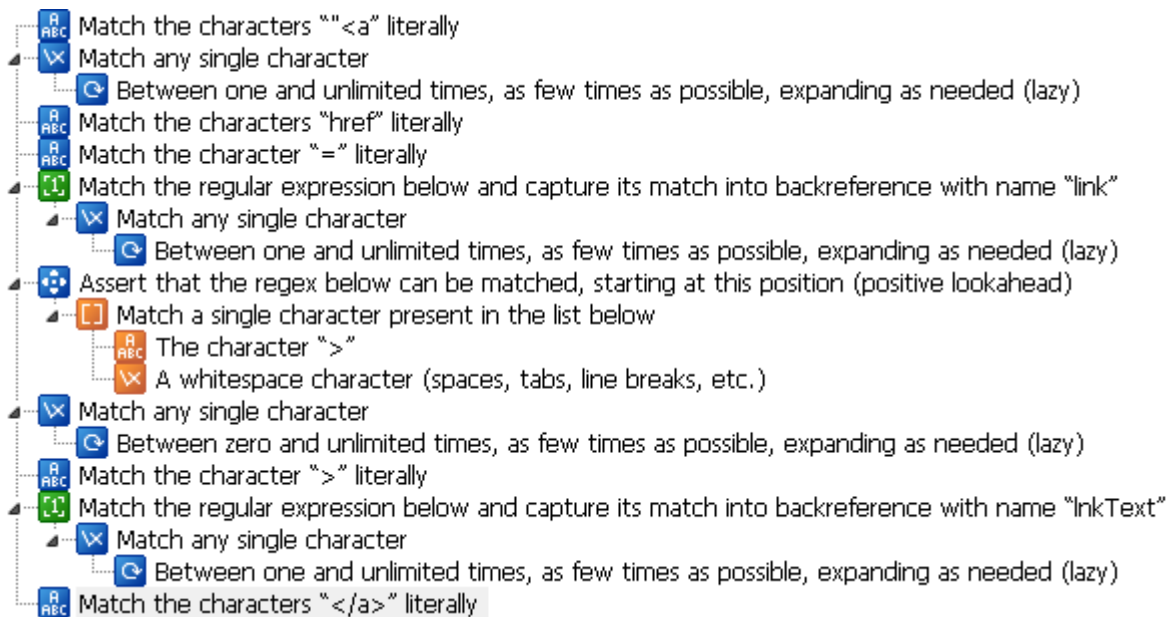 Match the characters “"<a” literally
Match any single character
Between one and unlimited times, as few times as possible, expanding as needed (lazy)
Match the characters “href” literally
Match the character “=” literally
Match the regular expression below and capture its match into backreference with name “link”
Match any single character
Between one and unlimited times, as few times as possible, expanding as needed (lazy)
Assert that the regex below can be matched, starting at this position (positive lookahead)
Match a single character present in the list below
The character “>”
A whitespace character (spaces, tabs, line breaks, etc.)
Match any single character
Between zero and unlimited times, as few times as possible, expanding as needed (lazy)
Match the character “>” literally
Match the regular expression below and capture its match into backreference with name “lnkText”
Match any single character
Between one and unlimited times, as few times as possible, expanding as needed (lazy)
Match the characters “</a>” literally